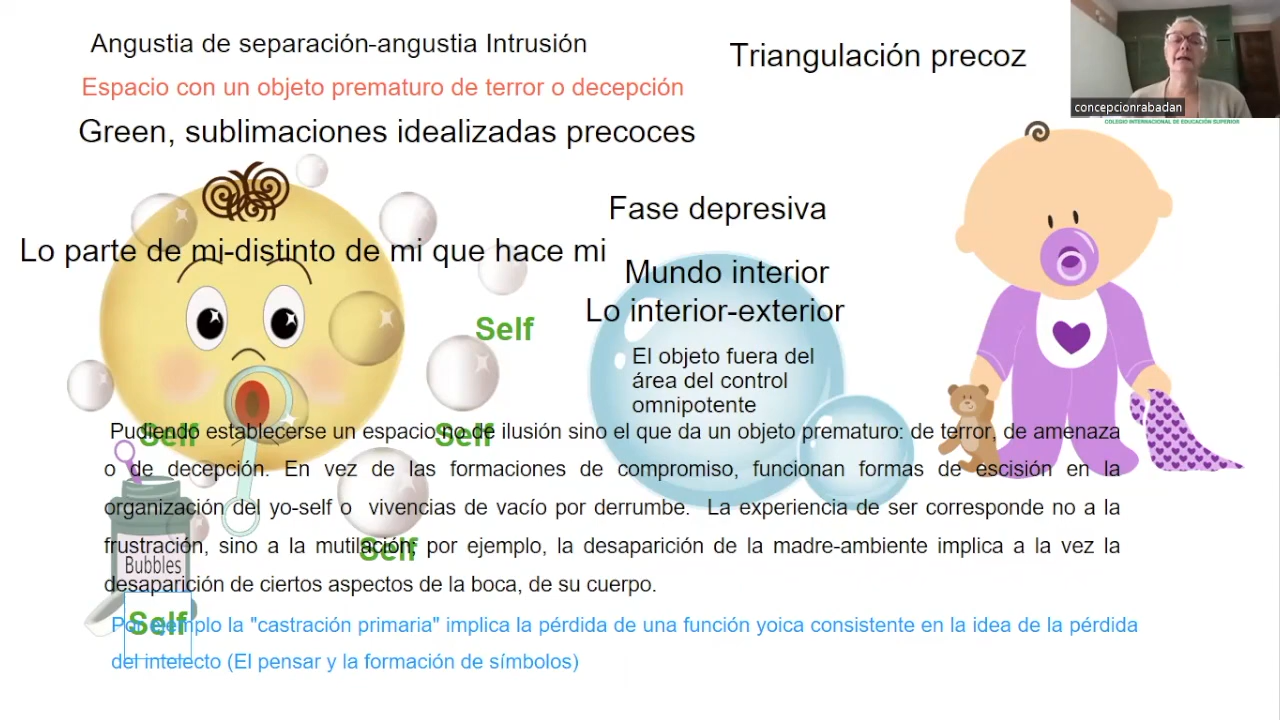 Angustia de separación-angustia Intrusión
Triangulación precoz
concepcionrabadan
COLEGIO INTERNACIONAL DE EDUCACIÓN SUPERIOR
Espacio con un objeto prematuro de terror o decepción
Green, sublimaciones idealizadas precoces
Fase depresiva
Lo parte de mi-distinto de mi que hace mi
Mundo interior
Lo interior-exterior
Self
El objeto fuera del
área del control
omnipotente
Self
Self
Pudiendo establecerse un espacio no de ilusión sino el que da un objeto prematuro: de terror, de amenaza
o de decepción. En vez de las formaciones de compromiso, funcionan formas de escisión en la
organización del yo-self o vivencias de vacío por derrumbe. La experiencia de ser corresponde no a la
frustración, sino a la mutilación; por ejemplo, la desaparición de la madre-ambiente implica a la vez la
Self
Bubbles
desaparición de ciertos aspectos de la boca, de su cuerpo.
Self
Por ejemplo la "castración primaria" implica la pérdida de una función yoica consistente en la idea de la pérdida
del intelecto (El pensar y la formación de símbolos)